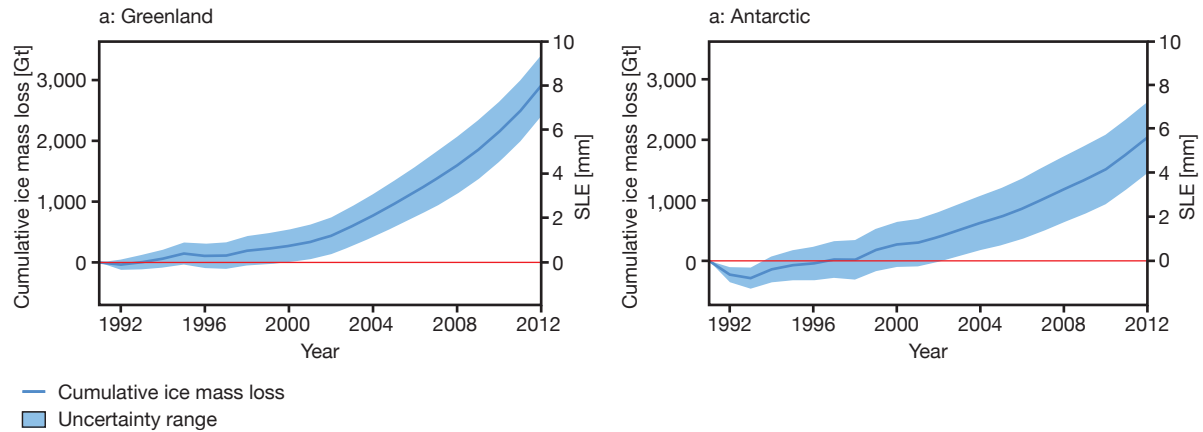 a: Greenland
Cumulative ice mass loss [Gt]
3,000
2,000
1,000
0
10
8
6
4
2
0
SLE [mm]
1992 1996 2000 2004 2008 2012
Year
a: Antarctic
Cumulative ice mass loss [Gt]
3,000
2,000
1,000
0
10
8
6
4
2
0
SLE [mm]
1992 1996 2000 2004 2008 2012
Year
Cumulative ice mass loss
Uncertainty range